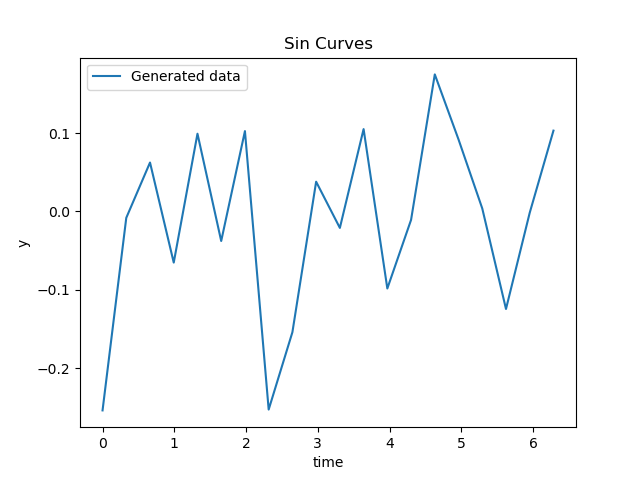 Sin Curves
Generated data
0.1
0.0
−0.1
−0.2
y
0 1 2 3 4 5 6
time